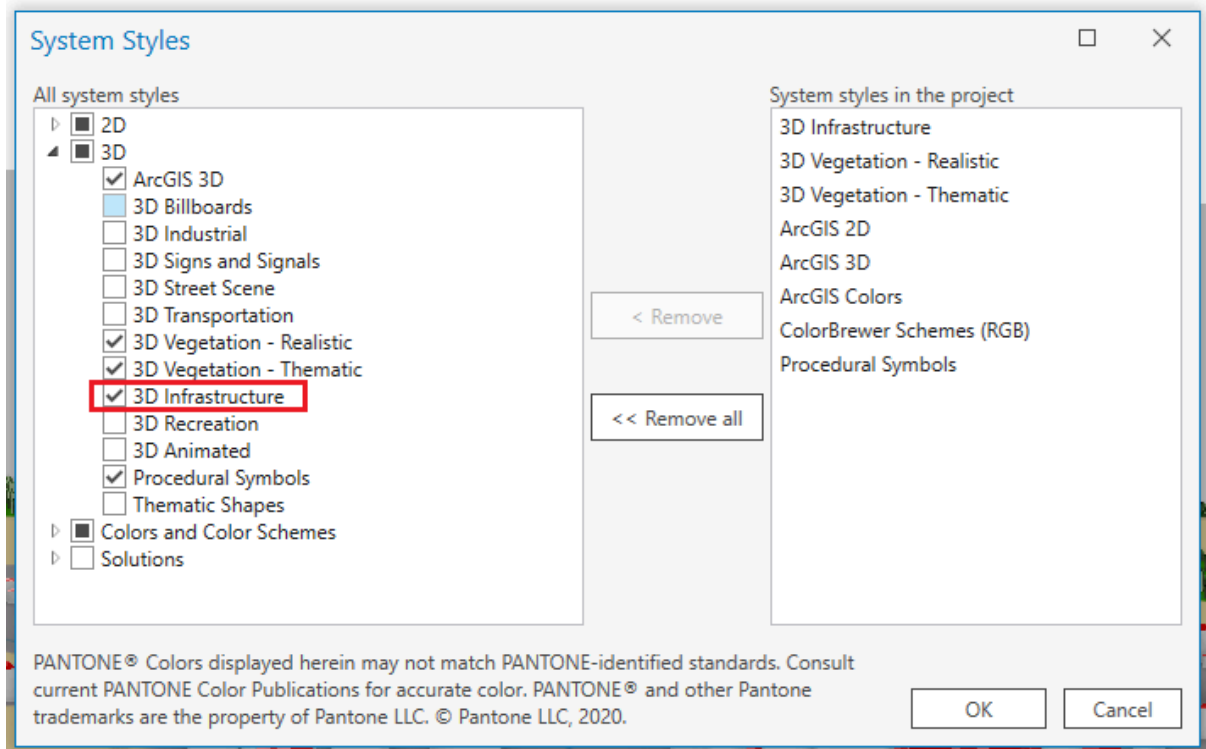 System Styles
All system styles
2D
3D
ArcGIS 3D
3D Billboards
3D Industrial
3D Signs and Signals
3D Street Scene
3D Transportation
3D Vegetation - Realistic
3D Vegetation - Thematic
3D Infrastructure
3D Recreation
3D Animated
Procedural Symbols
Thematic Shapes
Colors and Color Schemes
Solutions
< Remove
<< Remove all
System styles in the project
3D Infrastructure
3D Vegetation - Realistic
3D Vegetation - Thematic
ArcGIS 2D
ArcGIS 3D
ArcGIS Colors
ColorBrewer Schemes (RGB)
Procedural Symbols
PANTONE® Colors displayed herein may not match PANTONE-identified standards. Consult
current PANTONE Color Publications for accurate color. PANTONE® and other Pantone
trademarks are the property of Pantone LLC. © Pantone LLC, 2020.
OK
Cancel